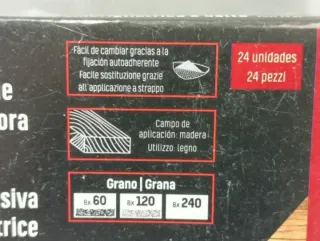 Fácil de cambiar gracias a la
fijación autoadherente
Facile sostituzione grazie
all'applicazione a strappo
24 unidades
24 pezzi
e
ora
Campo de
aplicación: madera
Utilizzo: legno
Grano | Grana
8x 60
8x 120
8x 240
siva
trice